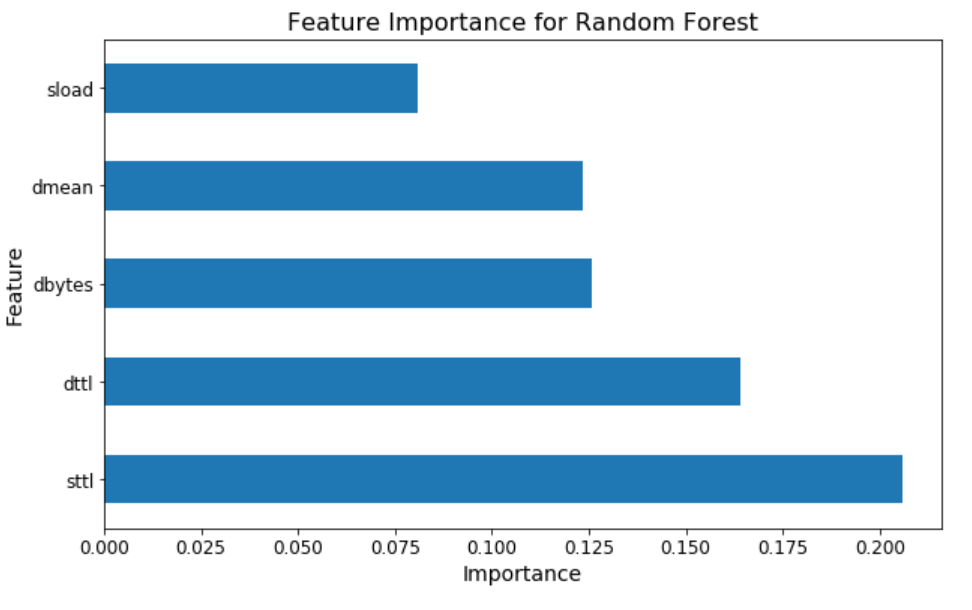 Feature Importance for Random Forest
sload
dmean
dbytes
dttl
sttl
Feature
0.000 0.025 0.050 0.075 0.100 0.125 0.150 0.175 0.200
Importance